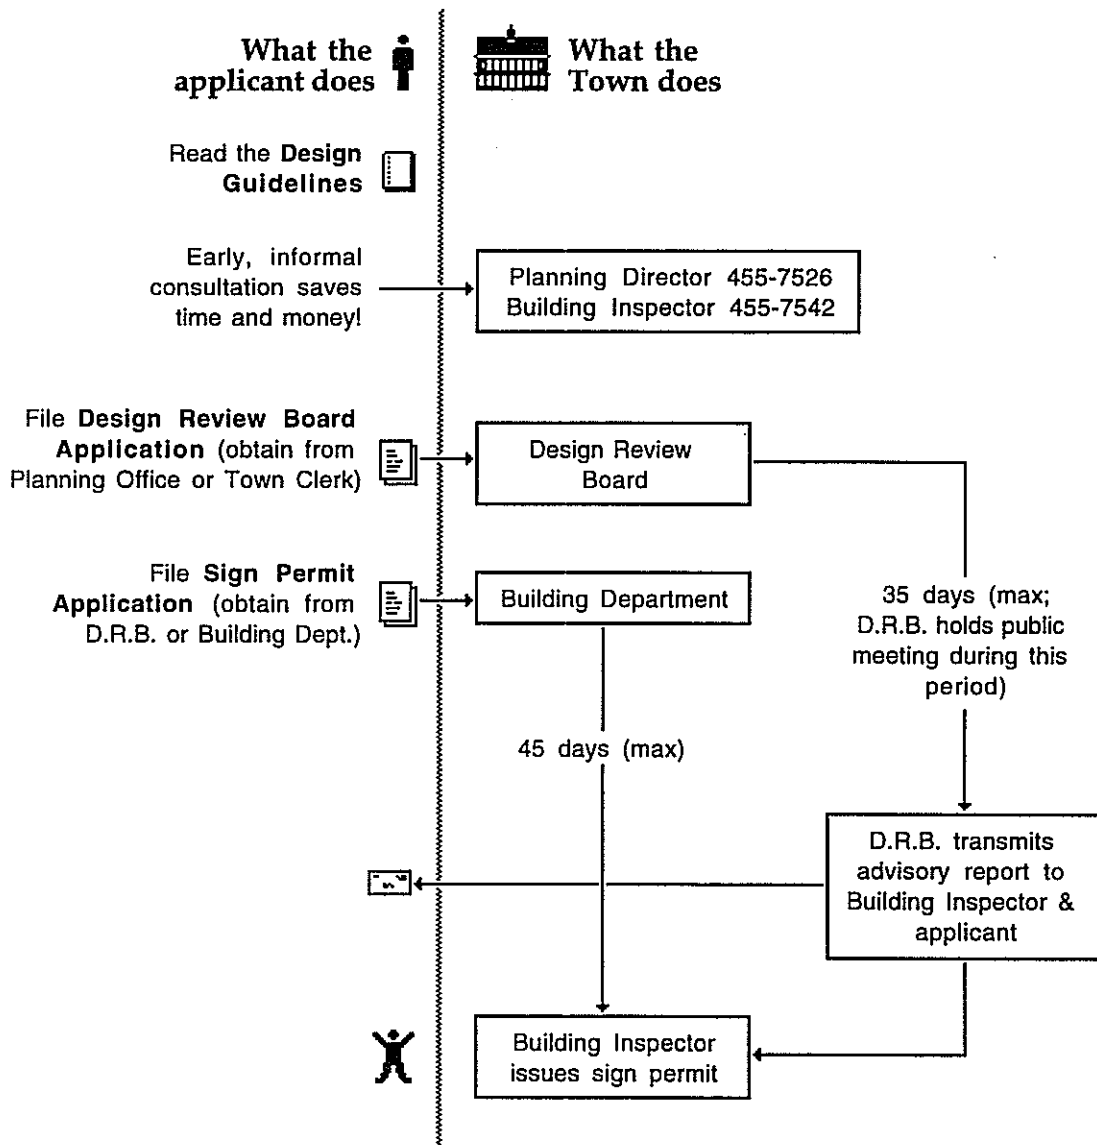 What the
applicant does
What the
Town does
Read the Design
Guidelines
Early, informal
consultation saves
time and money!
Planning Director 455-7526
Building Inspector 455-7542
File Design Review Board
Application (obtain from
Planning Office or Town Clerk)
Design Review
Board
File Sign Permit
Application (obtain from
D.R.B. or Building Dept.)
Building Department
35 days (max;
D.R.B. holds public
meeting during this
period)
45 days (max)
D.R.B. transmits
advisory report to
Building Inspector &
applicant
Building Inspector
issues sign permit